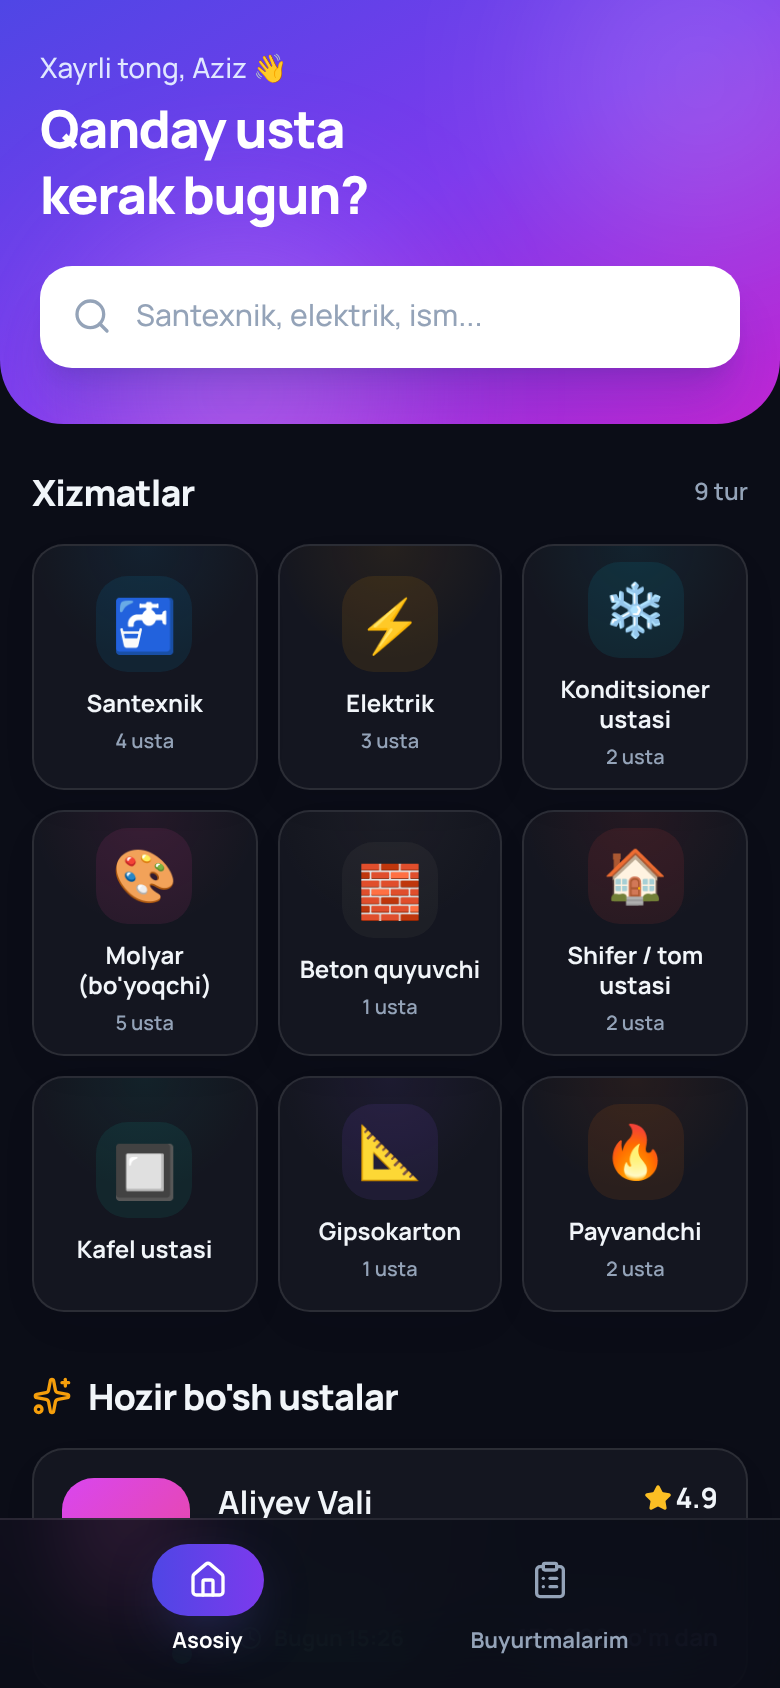 Xayrli tong, Aziz 👋
Qanday usta
kerak bugun?
Santexnik, elektrik, ism...
Xizmatlar
9 tur
Santexnik
4 usta
Elektrik
3 usta
Konditsioner
ustasi
2 usta
Molyar
(bo'yoqchi)
5 usta
Beton quyuvchi
1 usta
Shifer / tom
ustasi
2 usta
Kafel ustasi
Gipsokarton
1 usta
Payvandchi
2 usta
Hozir bo'sh ustalar
Aliyev Vali
4.9
Asosiy
Buyurtmalarim